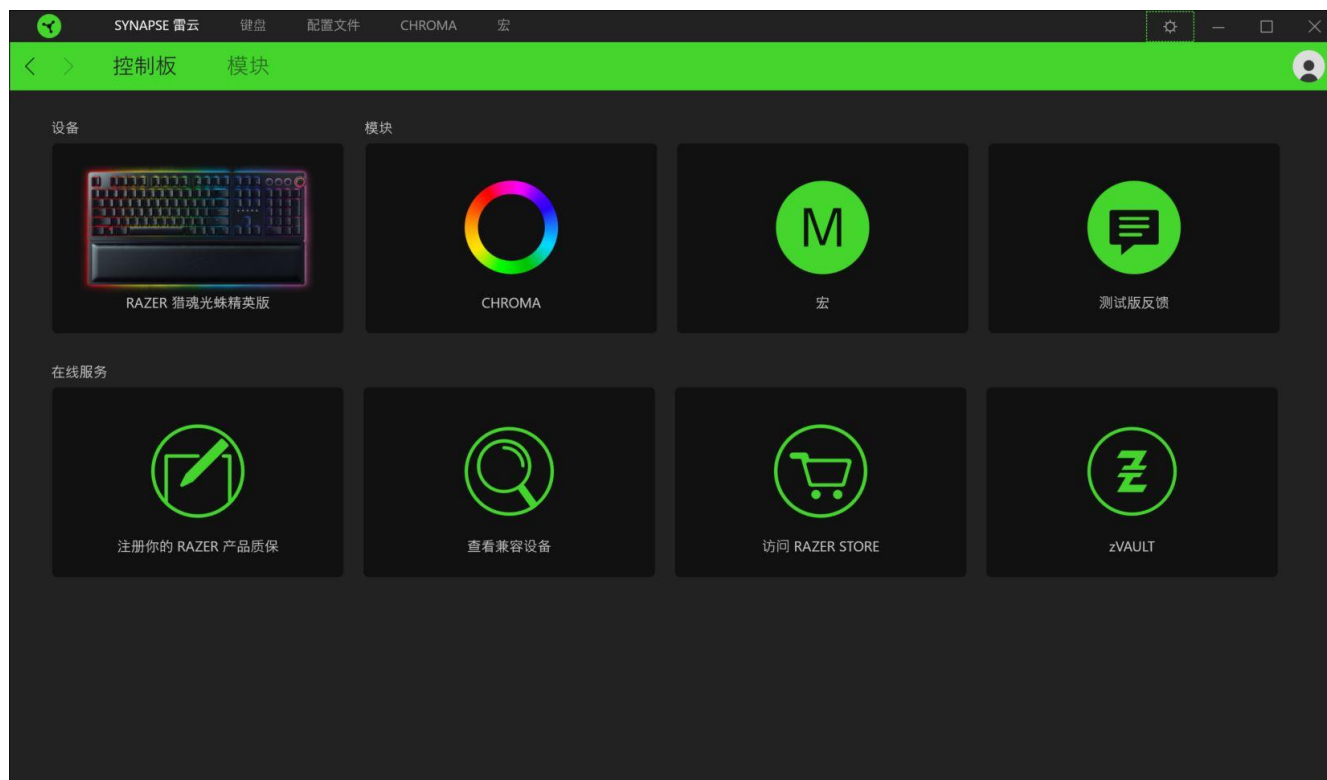 SYNAPSE 雷云 键盘 配置文件 CHROMA 宏
控制板 模块
设备 模块
RAZER 猎魂光蛛精英版 CHROMA M 宏 测试版反馈
在线服务
注册你的 RAZER 产品质保 查看兼容设备 访问 RAZER STORE zVAULT